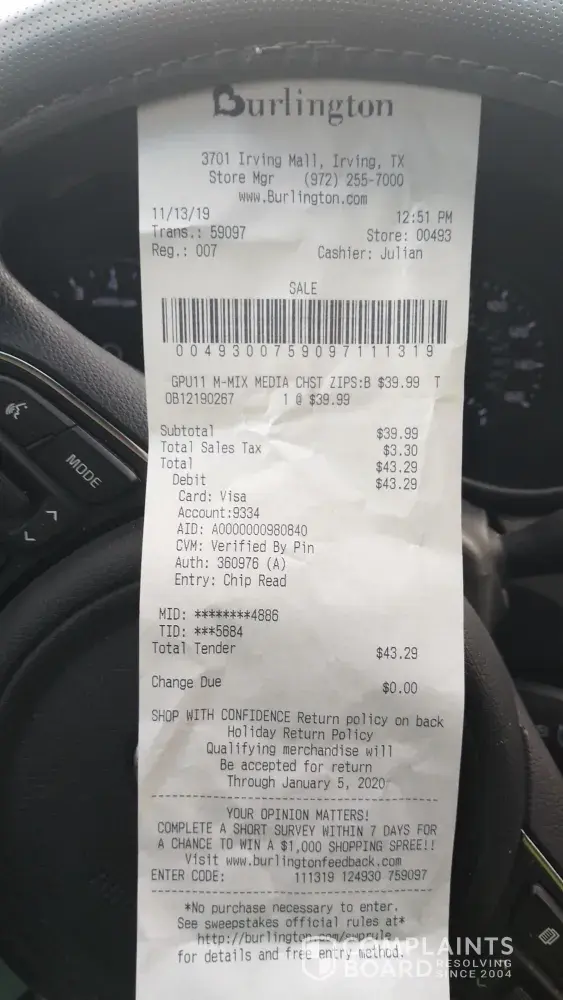 Burlington
3701 Irving Mall, Irving, TX
Store Mgr (972) 255-7000
www.Burlington.com
11/13/19 12:51 PM
Trans.: 59097 Store: 00493
Reg.: 007 Cashier: Julian
SALE
0049300759097111319
GPU11 M-MIX MEDIA CHST ZIPS:B $39.99 T
OB12190267 1 @ $39.99
Subtotal $39.99
Total Sales Tax $3.30
Total $43.29
Debit $43.29
Card: Visa
Account:9334
AID: A0000000980840
CVM: Verified By Pin
Auth: 360976 (A)
Entry: Chip Read
MID: ********4886
TID: ***5684
Total Tender $43.29
Change Due $0.00
SHOP WITH CONFIDENCE Return policy on back
Holiday Return Policy
Qualifying merchandise will
Be accepted for return
Through January 5, 2020
YOUR OPINION MATTERS!
COMPLETE A SHORT SURVEY WITHIN 7 DAYS FOR
A CHANCE TO WIN A $1,000 SHOPPING SPREE!!
Visit www.burlingtonfeedback.com
ENTER CODE: 111319 124930 759097
*No purchase necessary to enter.
See sweepstakes official rules at*
for details and free entry method.
MODE
COMPLAINTS
BOARD RESOLVING
SINCE 2004